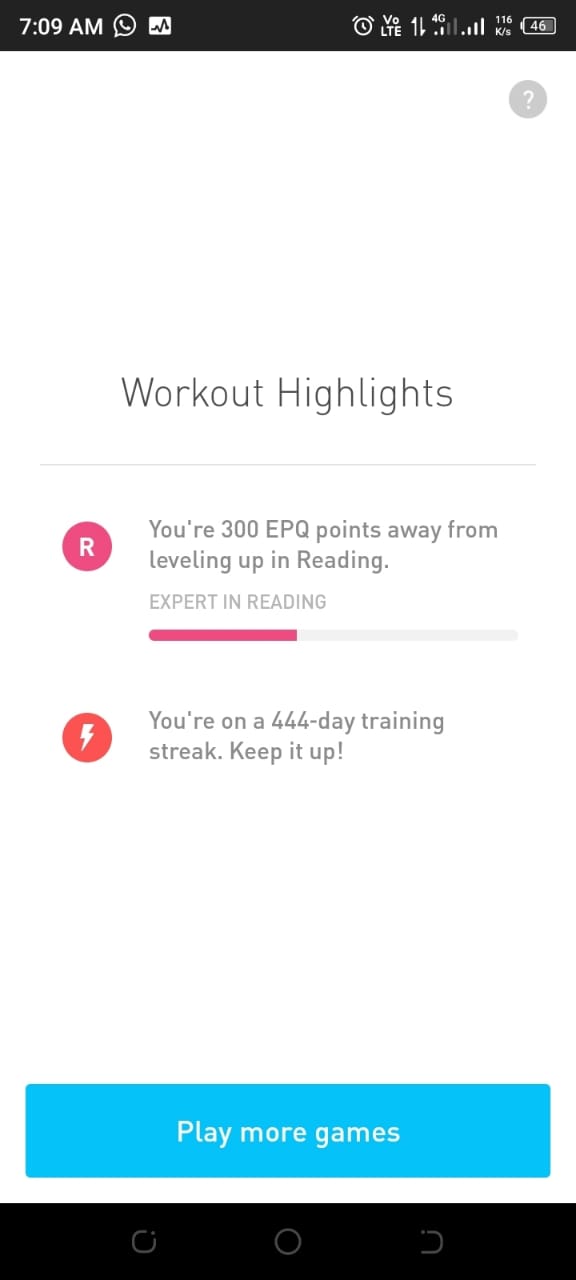 7:09 AM
Vo
LTE
4G
116
K/s
46
?
Workout Highlights
R
You're 300 EPQ points away from
leveling up in Reading.
EXPERT IN READING
You're on a 444-day training
streak. Keep it up!
Play more games